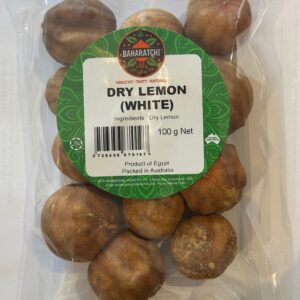 BAHARATCHI
HEALTHY · TASTY · NATURAL
DRY LEMON
(WHITE)
Ingredients : Dry Lemon
100 g Net
Product of Egypt
Packed in Australia